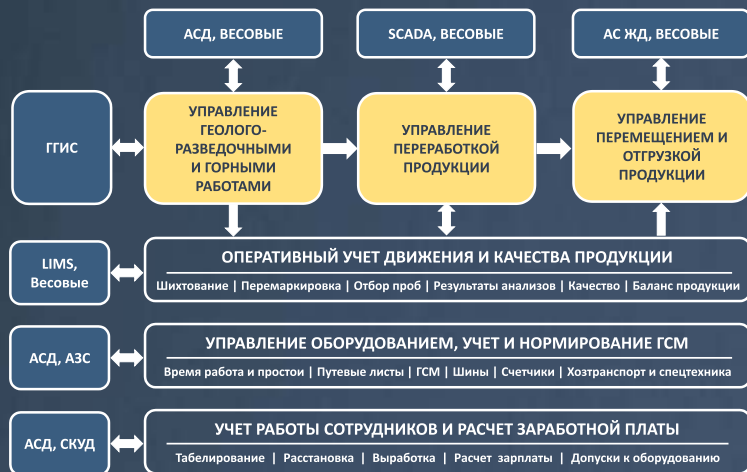 АСД, ВЕСОВЫЕ
SCADA, ВЕСОВЫЕ
АС ЖД, ВЕСОВЫЕ
ГГИС
УПРАВЛЕНИЕ
ГЕОЛОГО-
РАЗВЕДОЧНЫМИ
И ГОРНЫМИ
РАБОТАМИ
УПРАВЛЕНИЕ
ПЕРЕРАБОТКОЙ
ПРОДУКЦИИ
УПРАВЛЕНИЕ
ПЕРЕМЕЩЕНИЕМ И
ОТГРУЗКОЙ
ПРОДУКЦИИ
LIMS,
Весовые
ОПЕРАТИВНЫЙ УЧЕТ ДВИЖЕНИЯ И КАЧЕСТВА ПРОДУКЦИИ
Шихтование | Перемаркировка | Отбор проб | Результаты анализов | Качество | Баланс продукции
АСД, АЗС
УПРАВЛЕНИЕ ОБОРУДОВАНИЕМ, УЧЕТ И НОРМИРОВАНИЕ ГСМ
Время работа и простои | Путевые листы | ГСМ | Шины | Счетчики | Хозтранспорт и спецтехника
АСД, СКУД
УЧЕТ РАБОТЫ СОТРУДНИКОВ И РАСЧЕТ ЗАРАБОТНОЙ ПЛАТЫ
Табелирование | Расстановка | Выработка | Расчет зарплаты | Допуски к оборудованию